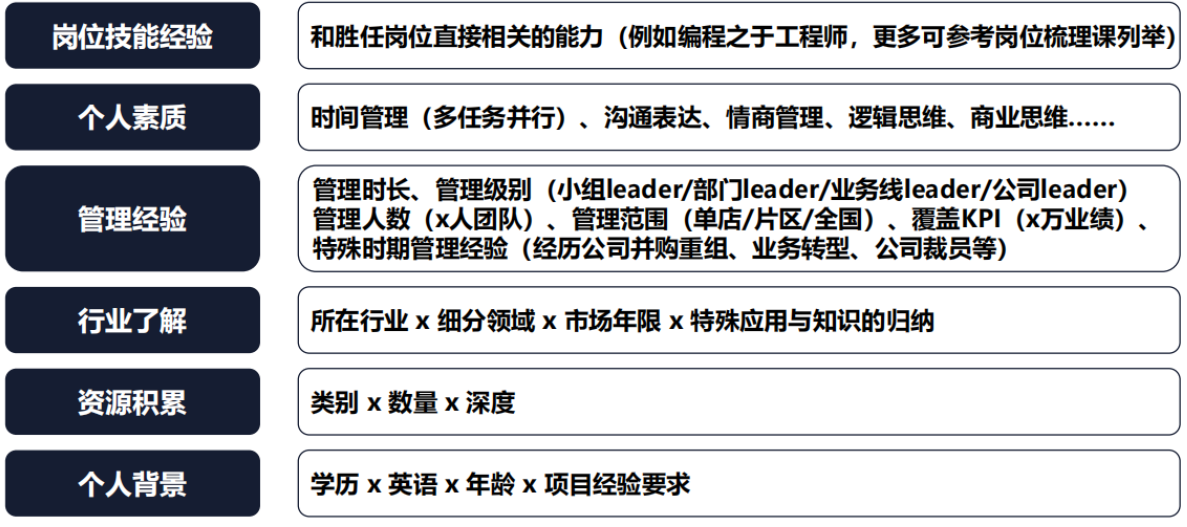 岗位技能经验
和胜任岗位直接相关的能力（例如编程之于工程师，更多可参考岗位梳理课列举）
个人素质
时间管理（多任务并行）、沟通表达、情商管理、逻辑思维、商业思维……
管理经验
管理时长、管理级别（小组leader/部门leader/业务线leader/公司leader）
管理人数（x人团队）、管理范围（单店/片区/全国）、覆盖KPI（x万业绩）、
特殊时期管理经验（经历公司并购重组、业务转型、公司裁员等）
行业了解
所在行业 x 细分领域 x 市场年限 x 特殊应用与知识的归纳
资源积累
类别 x 数量 x 深度
个人背景
学历 x 英语 x 年龄 x 项目经验要求